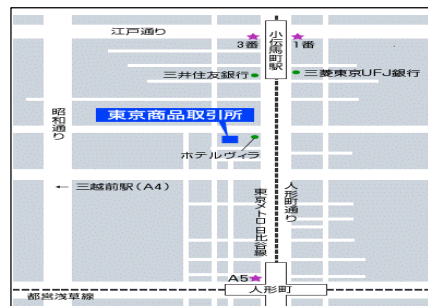 江戸通り
3番
小伝馬町駅
1番
三井住友銀行
三菱東京UFJ銀行
昭和通り
東京商品取引所
ホテルヴィラ
← 三越前駅(A4)
東京メトロ日比谷線
人形町通り
A5
人形町
都営浅草線